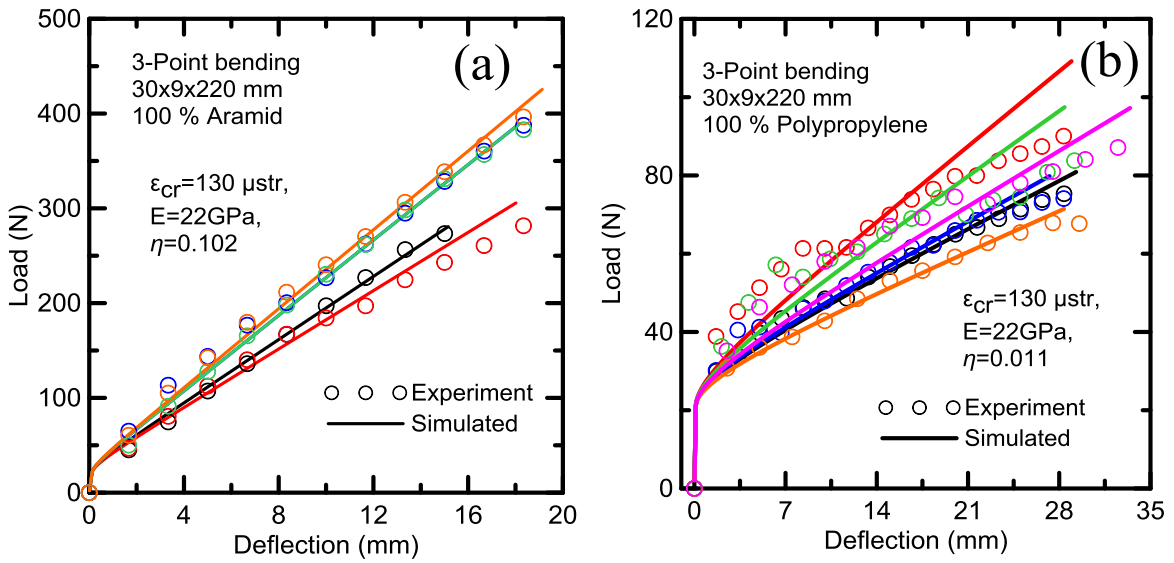 500
400
300
200
100
0
Load (N)
3-Point bending
30x9x220 mm
100 % Aramid
(a)
εcr=130 μstr,
E=22GPa,
η=0.102
Experiment
Simulated
0 4 8 12 16 20
Deflection (mm)
120
80
40
0
Load (N)
3-Point bending
30x9x220 mm
100 % Polypropylene
(b)
εcr=130 μstr,
E=22GPa,
η=0.011
Experiment
Simulated
0 7 14 21 28 35
Deflection (mm)